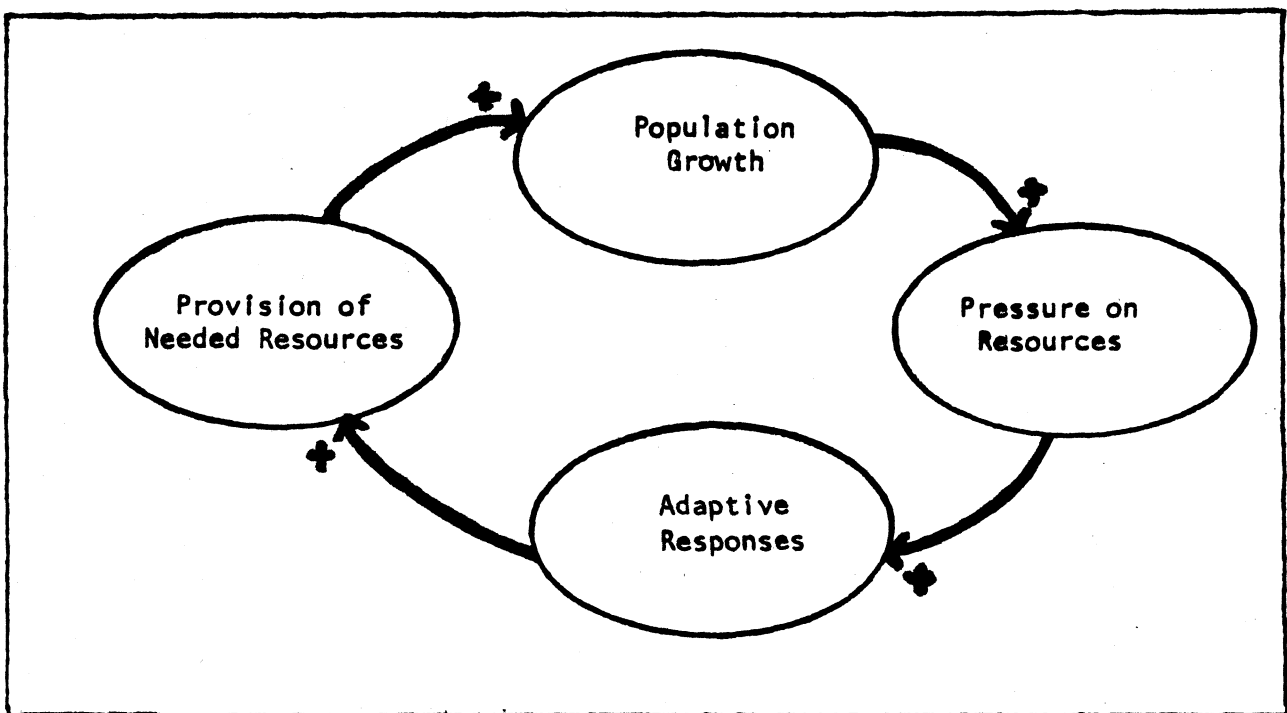 +
Population
Growth
+
Provision of
Needed Resources
Pressure on
Resources
+
Adaptive
Responses
+